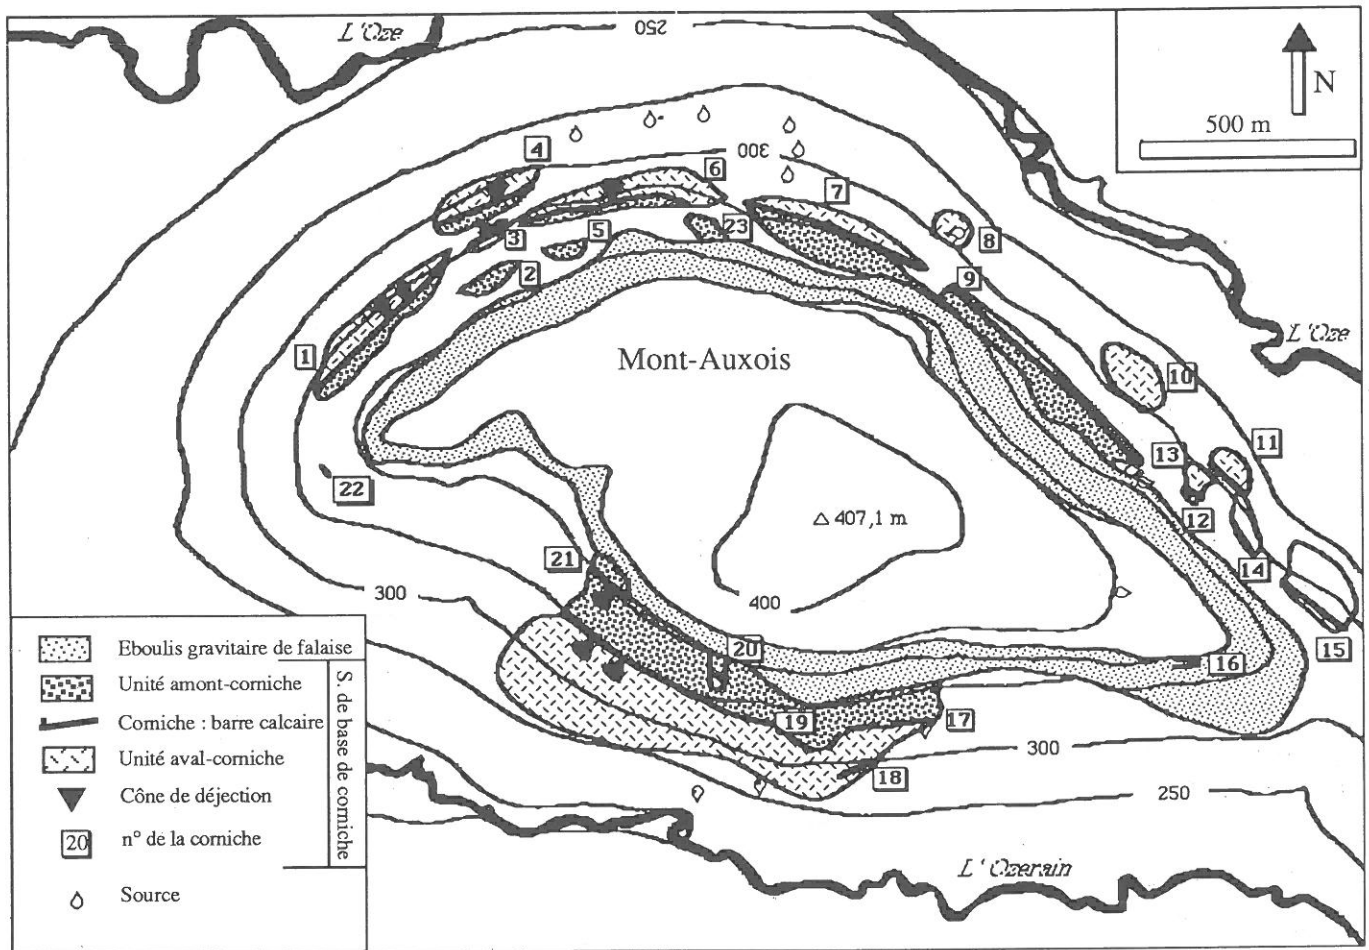 L'Oze
250
N
500 m
4
300
6
7
3
5
23
8
2
9
1
Mont-Auxois
L'Oze
10
11
13
22
407,1 m
12
21
14
300
400
20
16
15
19
17
300
18
250
L'Ozerain
Eboulis gravitaire de falaise
Unité amont-corniche
Corniche : barre calcaire
Unité aval-corniche
Cône de déjection
20 n° de la corniche
Source
S. de base de corniche